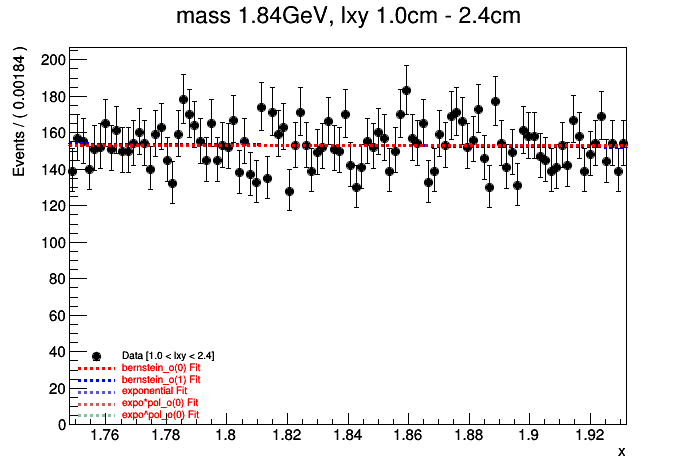 mass 1.84GeV, lxy 1.0cm - 2.4cm
Events / ( 0.00184 )
200
180
160
140
120
100
80
60
40
20
0
Data [1.0 < lxy < 2.4]
bernstein_o(0) Fit
bernstein_o(1) Fit
exponential Fit
expo*pol_o(0) Fit
expo^pol_o(0) Fit
1.76 1.78 1.8 1.82 1.84 1.86 1.88 1.9 1.92
x